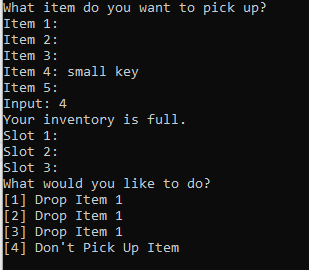 What item do you want to pick up?
Item 1:
Item 2:
Item 3:
Item 4: small key
Item 5:
Input: 4
Your inventory is full.
Slot 1:
Slot 2:
Slot 3:
What would you like to do?
[1] Drop Item 1
[2] Drop Item 1
[3] Drop Item 1
[4] Don't Pick Up Item